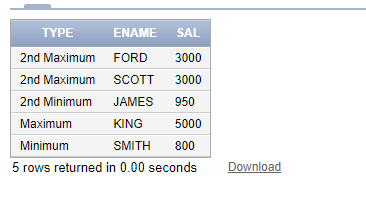 TYPE ENAME SAL
2nd Maximum FORD 3000
2nd Maximum SCOTT 3000
2nd Minimum JAMES 950
Maximum KING 5000
Minimum SMITH 800
5 rows returned in 0.00 seconds Download